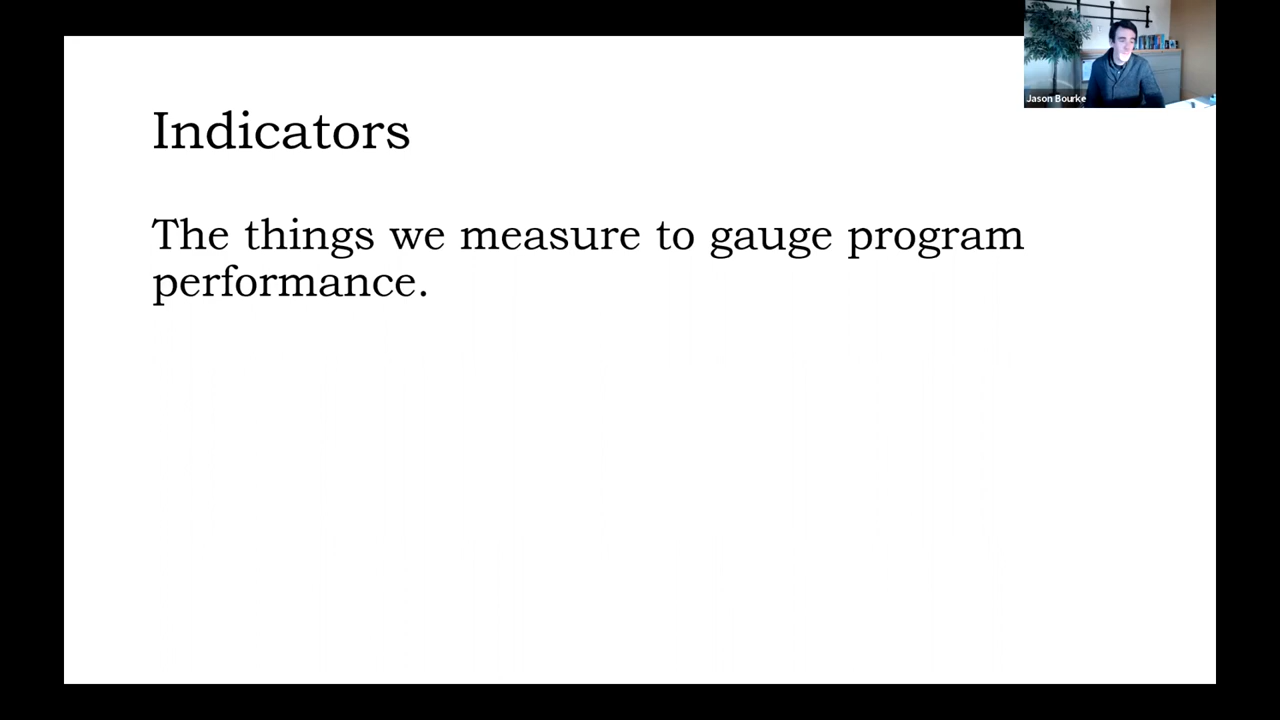 Jason Bourke
Indicators
The things we measure to gauge program
performance.